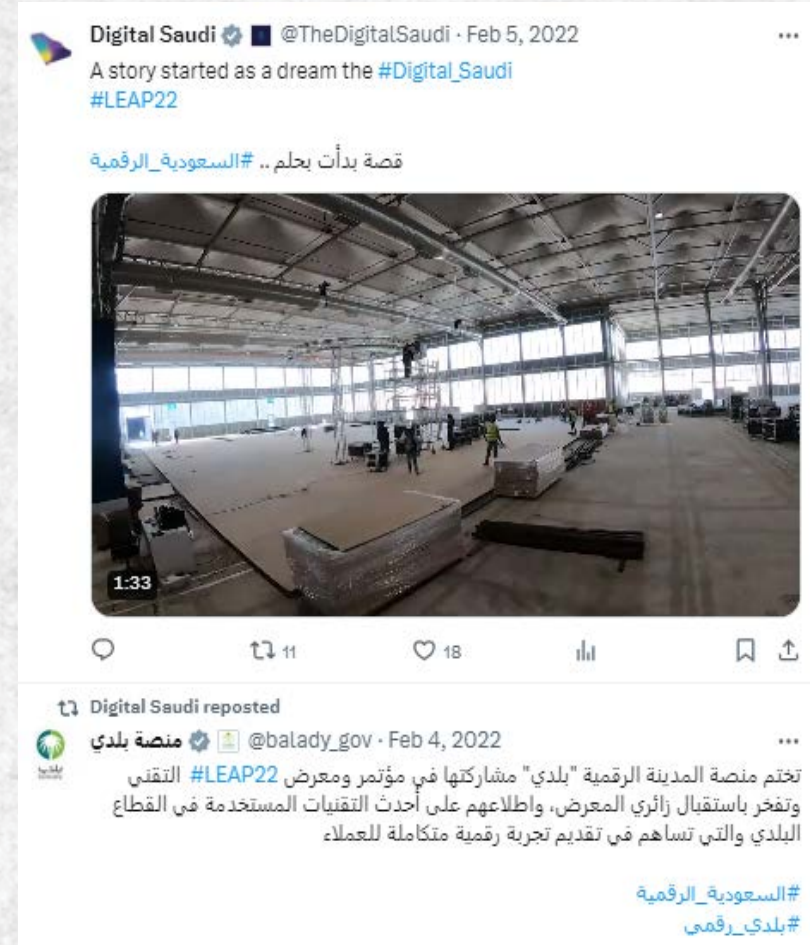 Digital Saudi @TheDigitalSaudi · Feb 5, 2022
A story started as a dream the #Digital_Saudi
#LEAP22
قصة بدأت بحلم .. #السعودية_الرقمية
1:33
11 18
Digital Saudi reposted
منصة بلدي @balady_gov · Feb 4, 2022
تختم منصة المدينة الرقمية "بلدي" مشاركتها في مؤتمر ومعرض #LEAP22 التقني
وتفخر باستقبال زائري المعرض، واطلاعهم على أحدث التقنيات المستخدمة في القطاع
البلدي والتي تساهم في تقديم تجربة رقمية متكاملة للعملاء
#السعودية_الرقمية
#بلدي_رقمي